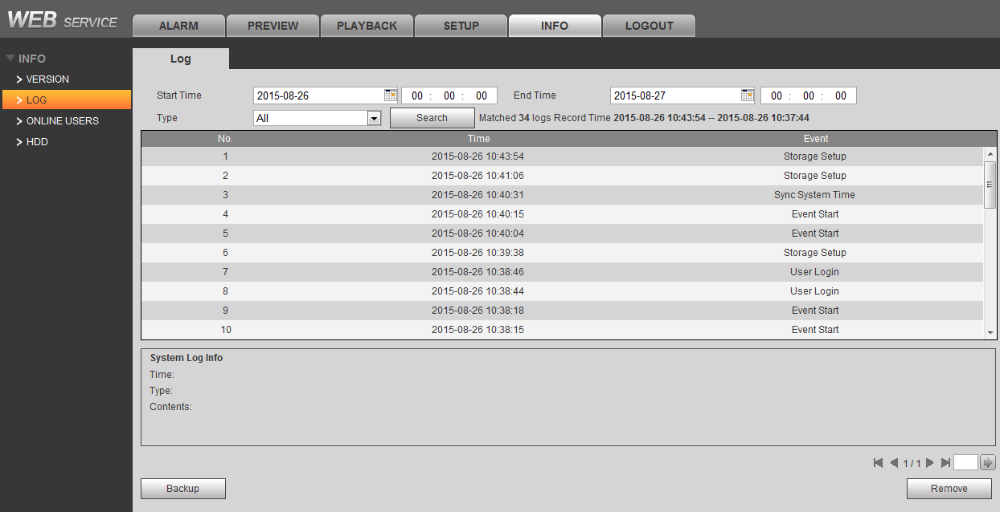 WEB SERVICE
ALARM PREVIEW PLAYBACK SETUP INFO LOGOUT
INFO
VERSION
LOG
ONLINE USERS
HDD
Log
Start Time 2015-08-26 00 : 00 : 00 End Time 2015-08-27 00 : 00 : 00
Type All Search Matched 34 logs Record Time 2015-08-26 10:43:54 -- 2015-08-26 10:37:44
No. Time Event
1 2015-08-26 10:43:54 Storage Setup
2 2015-08-26 10:41:06 Storage Setup
3 2015-08-26 10:40:31 Sync System Time
4 2015-08-26 10:40:15 Event Start
5 2015-08-26 10:40:04 Event Start
6 2015-08-26 10:39:38 Storage Setup
7 2015-08-26 10:38:46 User Login
8 2015-08-26 10:38:44 User Login
9 2015-08-26 10:38:18 Event Start
10 2015-08-26 10:38:15 Event Start
System Log Info
Time:
Type:
Contents:
1 / 1
Backup Remove